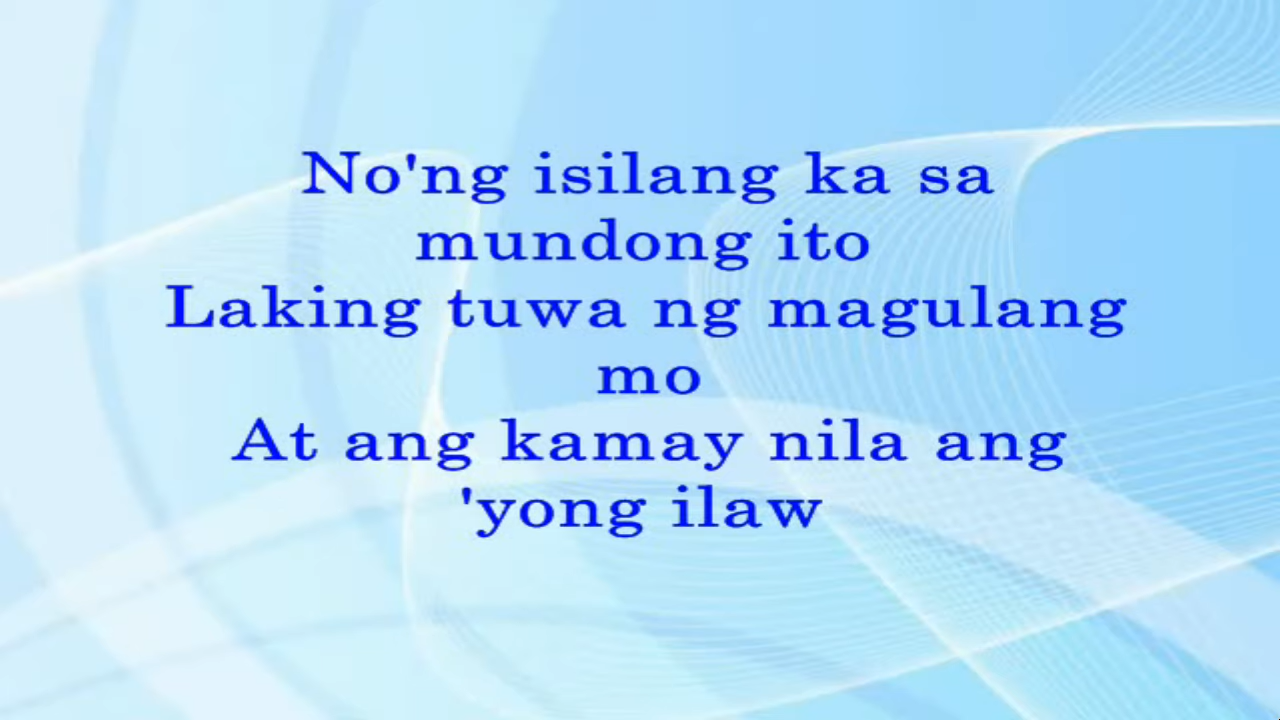 No'ng isilang ka sa
mundong ito
Laking tuwa ng magulang
mo
At ang kamay nila ang
'yong ilaw